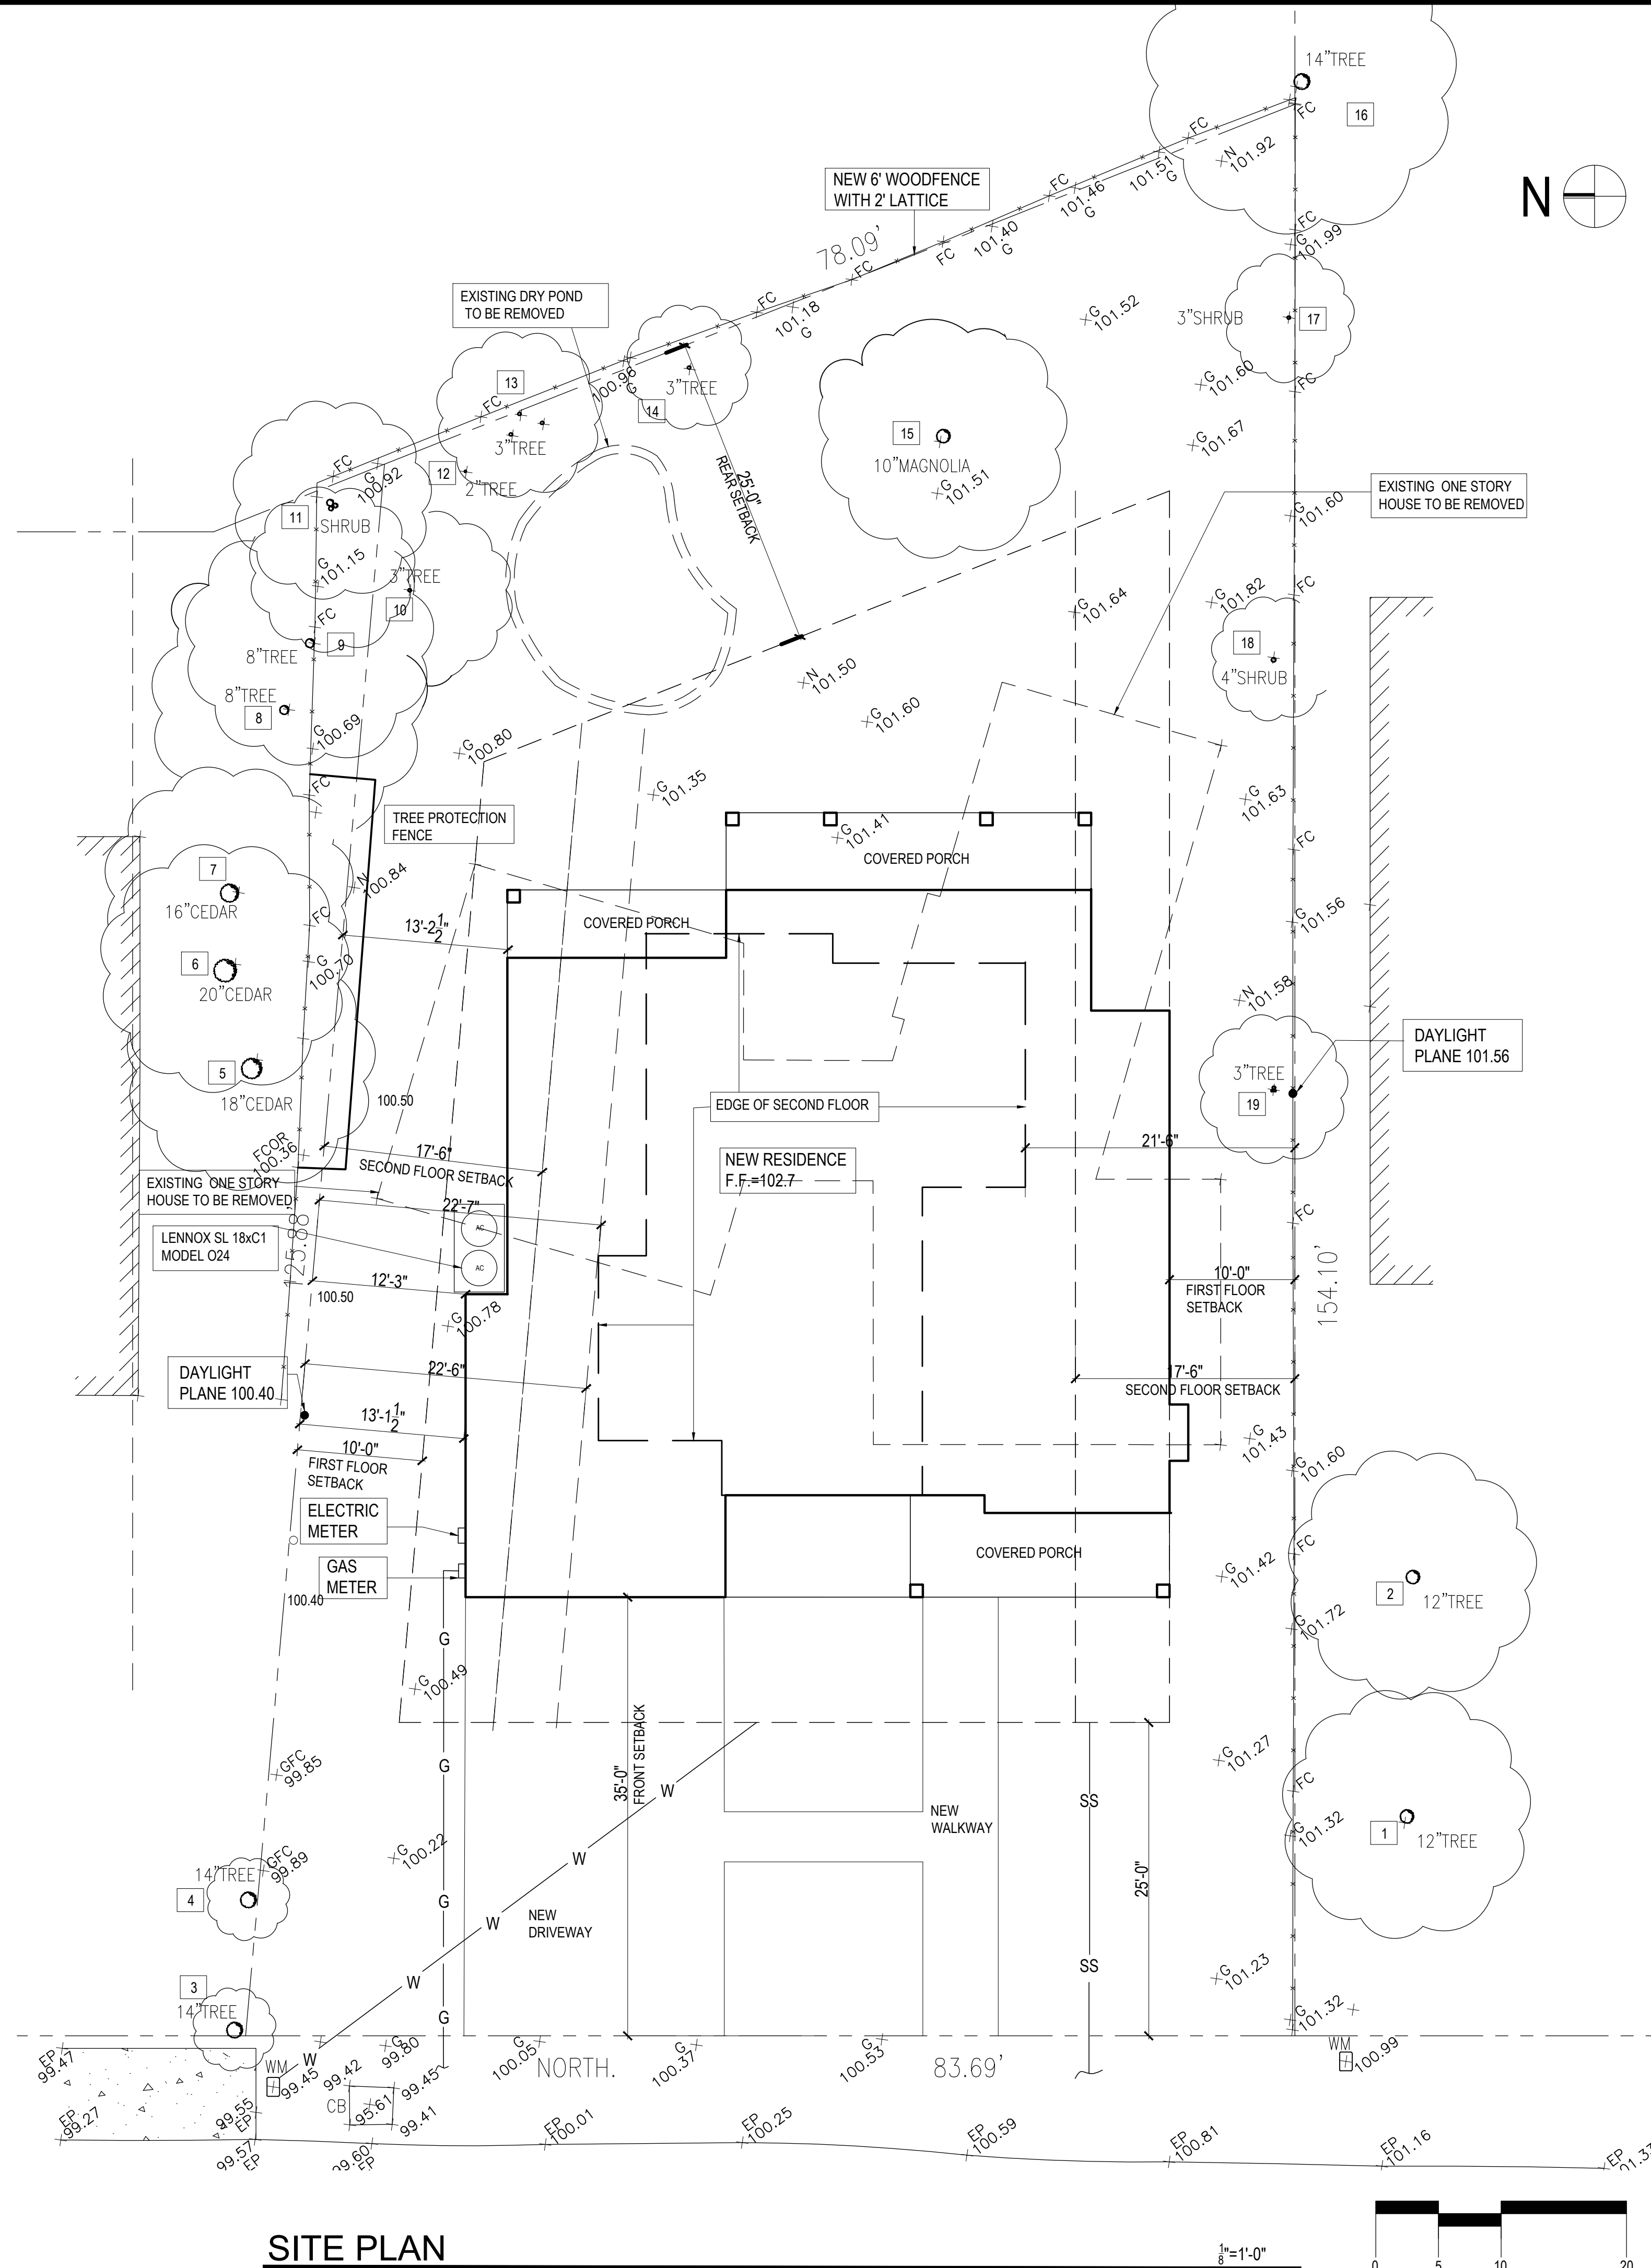 14"TREE
16
FC
N
101.92
FC
101.51
G
FC
101.46
G
NEW 6' WOODFENCE
WITH 2' LATTICE
N
101.40
G
FC
78.09'
FC
FC
G
101.99
EXISTING DRY POND
TO BE REMOVED
FC
101.18
G
G
101.52
3"SHRUB
17
13
100.96
G
3"TREE
14
G
101.60
FC
FC
3"TREE
15
10"MAGNOLIA
G
101.51
G
101.67
FC
G
100.92
12
2"TREE
25'-0"
REAR SETBACK
EXISTING ONE STORY
HOUSE TO BE REMOVED
11
SHRUB
G
101.60
G
101.15
3"TREE
10
FC
G
101.64
G
101.82
FC
9
8"TREE
18
4"SHRUB
8"TREE
8
N
101.50
G
100.69
G
100.80
G
101.60
G
101.35
FC
G
101.63
TREE PROTECTION
FENCE
G
101.41
COVERED PORCH
FC
7
16"CEDAR
N
100.84
FC
13'-2 1/2"
COVERED PORCH
G
101.56
6
20"CEDAR
G
100.70
N
101.58
DAYLIGHT
PLANE 101.56
5
18"CEDAR
100.50
3"TREE
19
EDGE OF SECOND FLOOR
FCOR
100.36
17'-6"
SECOND FLOOR SETBACK
21'-6"
NEW RESIDENCE
F.F.=102.7
EXISTING ONE STORY
HOUSE TO BE REMOVED
22'-7"
AC
FC
LENNOX SL 18xC1
MODEL O24
125.88'
AC
12'-3"
100.50
10'-0"
FIRST FLOOR
SETBACK
154.10'
G
100.78
DAYLIGHT
PLANE 100.40
22'-6"
17'-6"
SECOND FLOOR SETBACK
13'-1 1/2"
10'-0"
FIRST FLOOR
SETBACK
G
101.43
G
101.60
ELECTRIC
METER
GAS
METER
COVERED PORCH
FC
G
101.42
2
12"TREE
100.40
G
G
101.72
G
100.49
35'-0"
FRONT SETBACK
GFC
99.85
G
W
G
101.27
FC
SS
NEW
WALKWAY
G
101.32
1
12"TREE
G
100.22
W
25'-0"
GFC
99.89
14"TREE
4
G
W
NEW
DRIVEWAY
SS
G
101.23
W
3
14"TREE
G
G
101.32
EP
99.47
WM
W
99.45
99.42
G
99.80
99.45
G
100.05
NORTH.
G
100.37
G
100.53
83.69'
WM
100.99
CB
95.61
99.41
EP
99.27
99.55
EP
99.57
EP
99.60
EP
EP
100.01
EP
100.25
EP
100.59
EP
100.81
EP
101.16
EP
SITE PLAN
1/8"=1'-0"
0 5 10 20